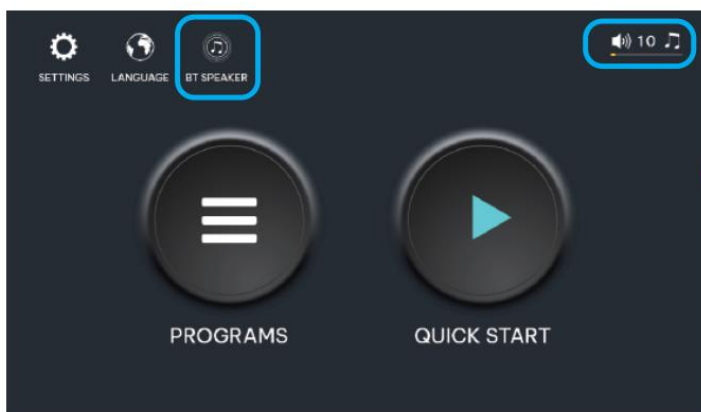 10
SETTINGS LANGUAGE BT SPEAKER
PROGRAMS QUICK START